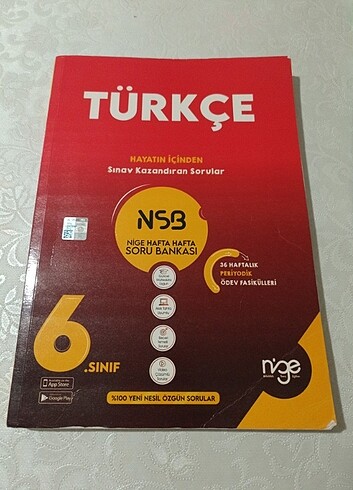 TÜRKÇE
HAYATIN İÇİNDEN
Sınav Kazandıran Sorular
NSB
NİGE HAFTA HAFTA
SORU BANKASI
36 HAFTALIK
PERİYODİK
ÖDEV FASİKÜLLERİ
6
.SINIF
nige
App Store
Google Play
%100 YENİ NESİL ÖZGÜN SORULAR